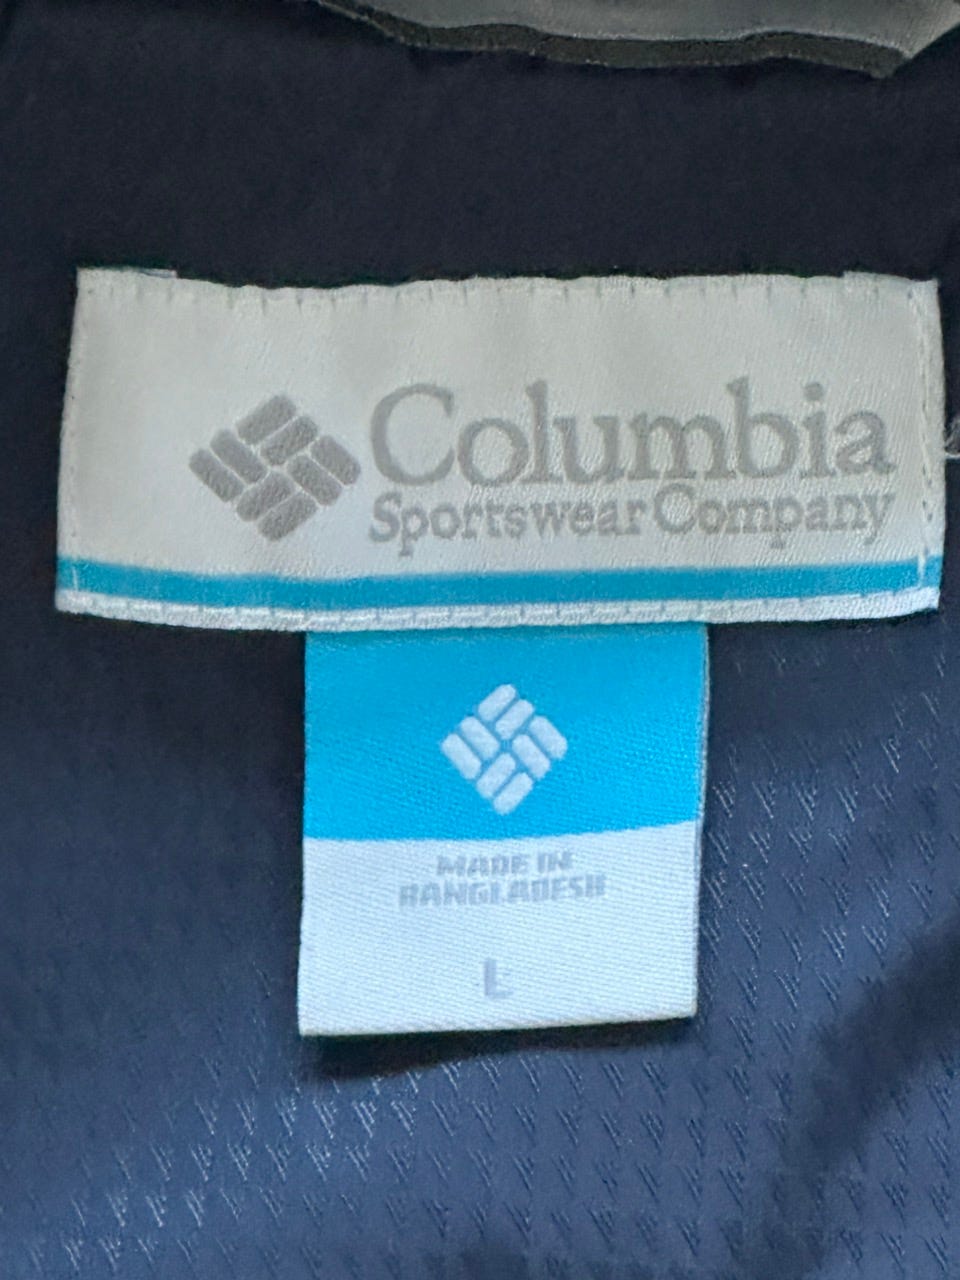 Columbia
Sportswear Company
MADE IN
BANGLADESH
L